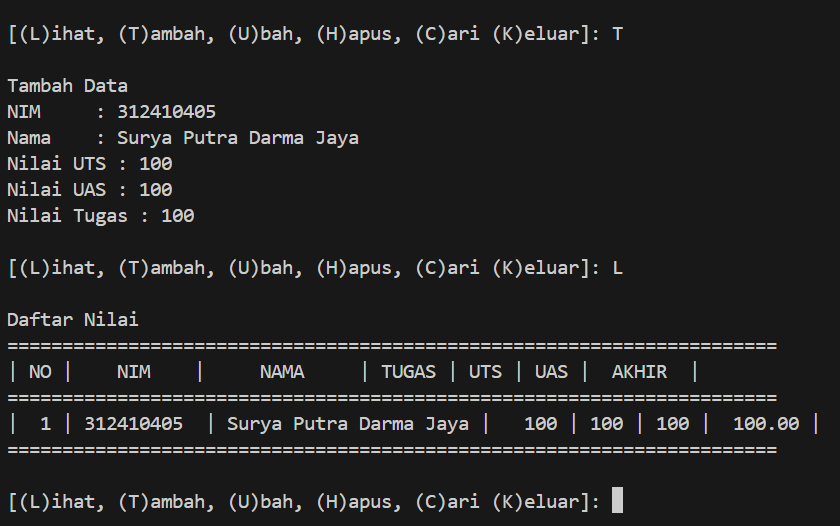 [(L)ihat, (T)ambah, (U)bah, (H)apus, (C)ari (K)eluar]: T
Tambah Data
NIM     : 312410405
Nama    : Surya Putra Darma Jaya
Nilai UTS : 100
Nilai UAS : 100
Nilai Tugas : 100
[(L)ihat, (T)ambah, (U)bah, (H)apus, (C)ari (K)eluar]: L
Daftar Nilai
======================================================================
| NO |    NIM    |     NAMA     | TUGAS | UTS | UAS |  AKHIR  |
======================================================================
|  1 | 312410405  | Surya Putra Darma Jaya |   100 | 100 | 100 |  100.00 |
======================================================================
[(L)ihat, (T)ambah, (U)bah, (H)apus, (C)ari (K)eluar]: